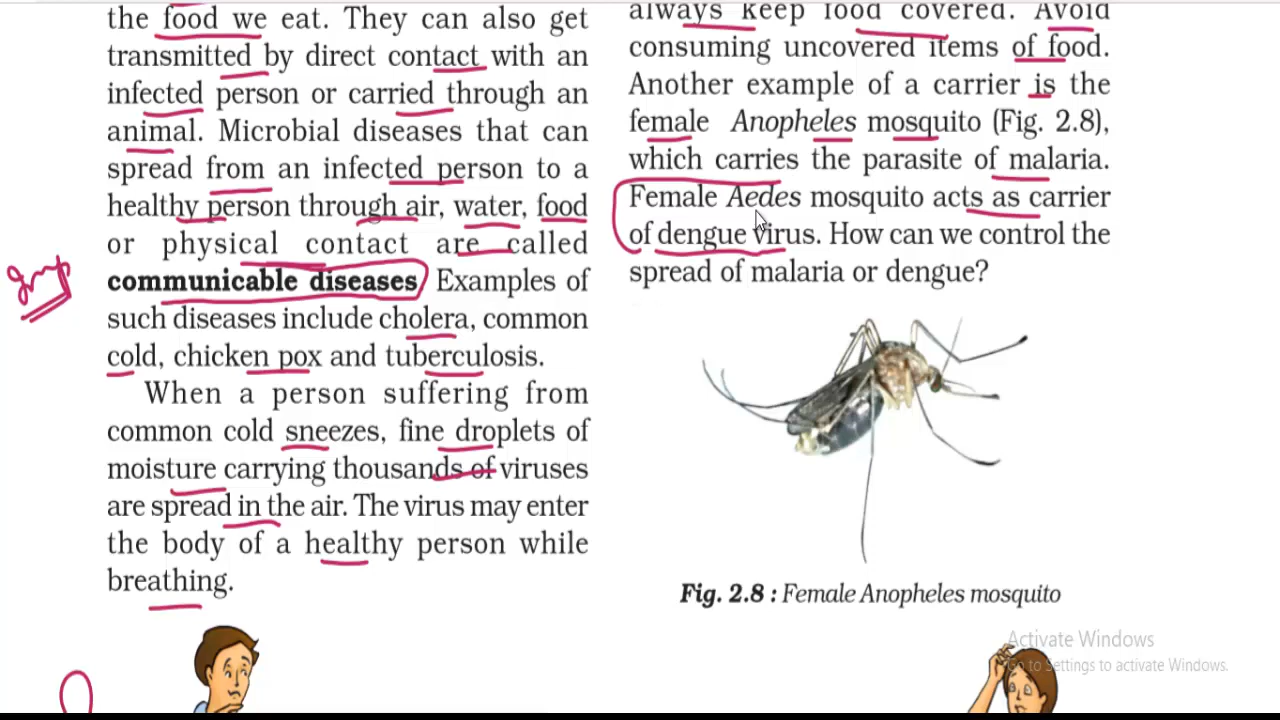 the food we eat. They can also get
transmitted by direct contact with an
infected person or carried through an
animal. Microbial diseases that can
spread from an infected person to a
healthy person through air, water, food
or physical contact are called
communicable diseases. Examples of
such diseases include cholera, common
cold, chicken pox and tuberculosis.
When a person suffering from
common cold sneezes, fine droplets of
moisture carrying thousands of viruses
are spread in the air. The virus may enter
the body of a healthy person while
breathing.
Imp
always keep food covered. Avoid
consuming uncovered items of food.
Another example of a carrier is the
female Anopheles mosquito (Fig. 2.8),
which carries the parasite of malaria.
Female Aedes mosquito acts as carrier
of dengue virus. How can we control the
spread of malaria or dengue?
Fig. 2.8 : Female Anopheles mosquito
Activate Windows
Go to Settings to activate Windows.